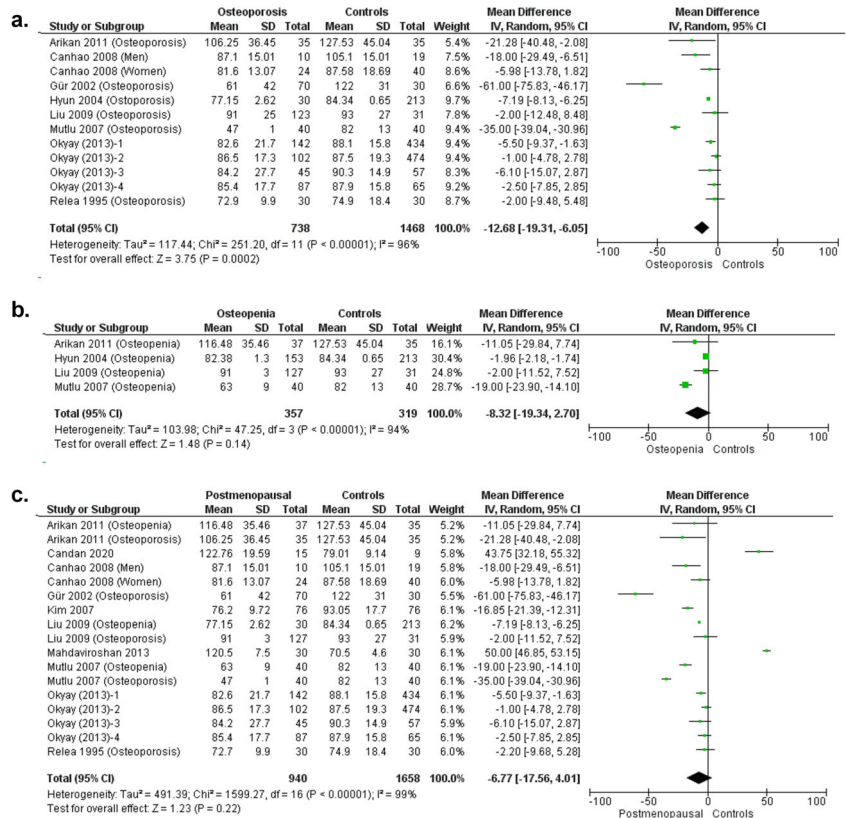 a.
Osteoporosis Controls Mean Difference Mean Difference
Study or Subgroup Mean SD Total Mean SD Total Weight IV, Random, 95% CI IV, Random, 95% CI
Arikan 2011 (Osteoporosis) 106.25 36.45 35 127.53 45.04 35 5.4% -21.28 [-40.48, -2.08]
Canhao 2008 (Men) 87.1 15.01 10 105.1 15.01 19 7.6% -18.00 [-29.49, -6.51]
Canhao 2008 (Women) 81.6 13.07 24 87.58 18.69 40 8.6% -5.98 [-13.78, 1.82]
Gür 2002 (Ostoporosis) 61 42 70 122 31 30 6.6% -61.00 [-75.83, -46.17]
Hyun 2004 (Ostoporosis) 77.15 2.62 30 84.34 0.65 213 9.7% -7.19 [-8.13, -6.25]
Liu 2009 (Osteoporosis) 91 25 123 93 27 31 7.9% -2.00 [-12.48, 8.48]
Mutlu 2007 (Osteoporosis) 47 1 40 82 13 40 9.4% -35.00 [-39.04, -30.96]
Okyay (2013)-1 82.6 21.7 142 88.1 15.8 434 9.4% -5.50 [-9.37, -1.63]
Okyay (2013)-2 86.5 17.3 102 87.5 19.3 474 9.4% -1.00 [-4.78, 2.78]
Okyay (2013)-3 84.2 27.7 45 90.3 14.9 57 8.3% -6.10 [-15.07, 2.87]
Okyay (2013)-4 85.4 17.7 87 87.9 15.8 65 9.2% -2.50 [-7.85, 2.85]
Relea 1995 (Osteoporosis) 72.9 9.9 30 74.9 18.4 30 8.7% -2.00 [-9.48, 5.48]
Total (95% CI) 738 1468 100.0% -12.68 [-19.31, -6.05]
Heterogeneity: Tau² = 117.44; Chi² = 251.20, df = 11 (P < 0.00001); I² = 96%
Test for overall effect: Z = 3.75 (P = 0.0002)
-100 -50 0 50 100
Osteoporosis Controls
b.
Osteopenia Controls Mean Difference Mean Difference
Study or Subgroup Mean SD Total Mean SD Total Weight IV, Random, 95% CI IV, Random, 95% CI
Arikan 2011 (Osteopenia) 116.48 35.46 37 127.53 45.04 35 16.1% -11.05 [-29.84, 7.74]
Hyun 2004 (Osteopenia) 82.38 1.3 153 84.34 0.65 213 30.4% -1.96 [-2.18, -1.74]
Liu 2009 (Osteopenia) 91 3 127 93 27 31 24.8% -2.00 [-11.52, 7.52]
Mutlu 2007 (Osteopenia) 63 9 40 82 13 40 28.7% -19.00 [-23.90, -14.10]
Total (95% CI) 357 319 100.0% -8.32 [-19.34, 2.70]
Heterogeneity: Tau² = 103.98; Chi² = 47.25, df = 3 (P < 0.00001); I² = 94%
Test for overall effect: Z = 1.48 (P = 0.14)
-100 -50 0 50 100
Osteopenia Controls
c.
Postmenopausal Controls Mean Difference Mean Difference
Study or Subgroup Mean SD Total Mean SD Total Weight IV, Random, 95% CI IV, Random, 95% CI
Arikan 2011 (Osteopenia) 116.48 35.46 37 127.53 45.04 35 5.2% -11.05 [-29.84, 7.74]
Arikan 2011 (Osteoporosis) 106.25 36.45 35 127.53 45.04 35 5.2% -21.28 [-40.48, -2.08]
Candan 2020 122.76 19.59 15 79.01 9.14 9 5.8% 43.75 [32.18, 55.32]
Canhao 2008 (Men) 87.1 15.01 10 105.1 15.01 19 5.8% -18.00 [-29.49, -6.51]
Canhao 2008 (Women) 81.6 13.07 24 87.58 18.69 40 6.0% -5.98 [-13.78, 1.82]
Gür 2002 (Osteoporosis) 61 42 70 122 31 30 5.5% -61.00 [-75.83, -46.17]
Kim 2007 76.2 9.72 76 93.05 17.7 76 6.1% -16.85 [-21.39, -12.31]
Liu 2009 (Osteopenia) 77.15 2.62 30 84.34 0.65 213 6.2% -7.19 [-8.13, -6.25]
Liu 2009 (Osteoporosis) 91 3 127 93 27 31 5.9% -2.00 [-11.52, 7.52]
Mahdaviroshan 2013 120.5 7.5 30 70.5 4.6 30 6.2% 50.00 [46.85, 53.15]
Mutlu 2007 (Osteopenia) 63 9 40 82 13 40 6.1% -19.00 [-23.90, -14.10]
Mutlu 2007 (Osteoporosis) 47 1 40 82 13 40 6.1% -35.00 [-39.04, -30.96]
Okyay (2013)-1 82.6 21.7 142 88.1 15.8 434 6.1% -5.50 [-9.37, -1.63]
Okyay (2013)-2 86.5 17.3 102 87.5 19.3 474 6.1% -1.00 [-4.78, 2.78]
Okyay (2013)-3 84.2 27.7 45 90.3 14.9 57 6.0% -6.10 [-15.07, 2.87]
Okyay (2013)-4 85.4 17.7 87 87.9 15.8 65 6.1% -2.50 [-7.85, 2.85]
Relea 1995 (Osteoporosis) 72.7 9.9 30 74.9 18.4 30 6.0% -2.20 [-9.68, 5.28]
Total (95% CI) 940 1658 100.0% -6.77 [-17.56, 4.01]
Heterogeneity: Tau² = 491.39; Chi² = 1599.27, df = 16 (P < 0.00001); I² = 99%
Test for overall effect: Z = 1.23 (P = 0.22)
-100 -50 0 50 100
Postmenopausal Controls